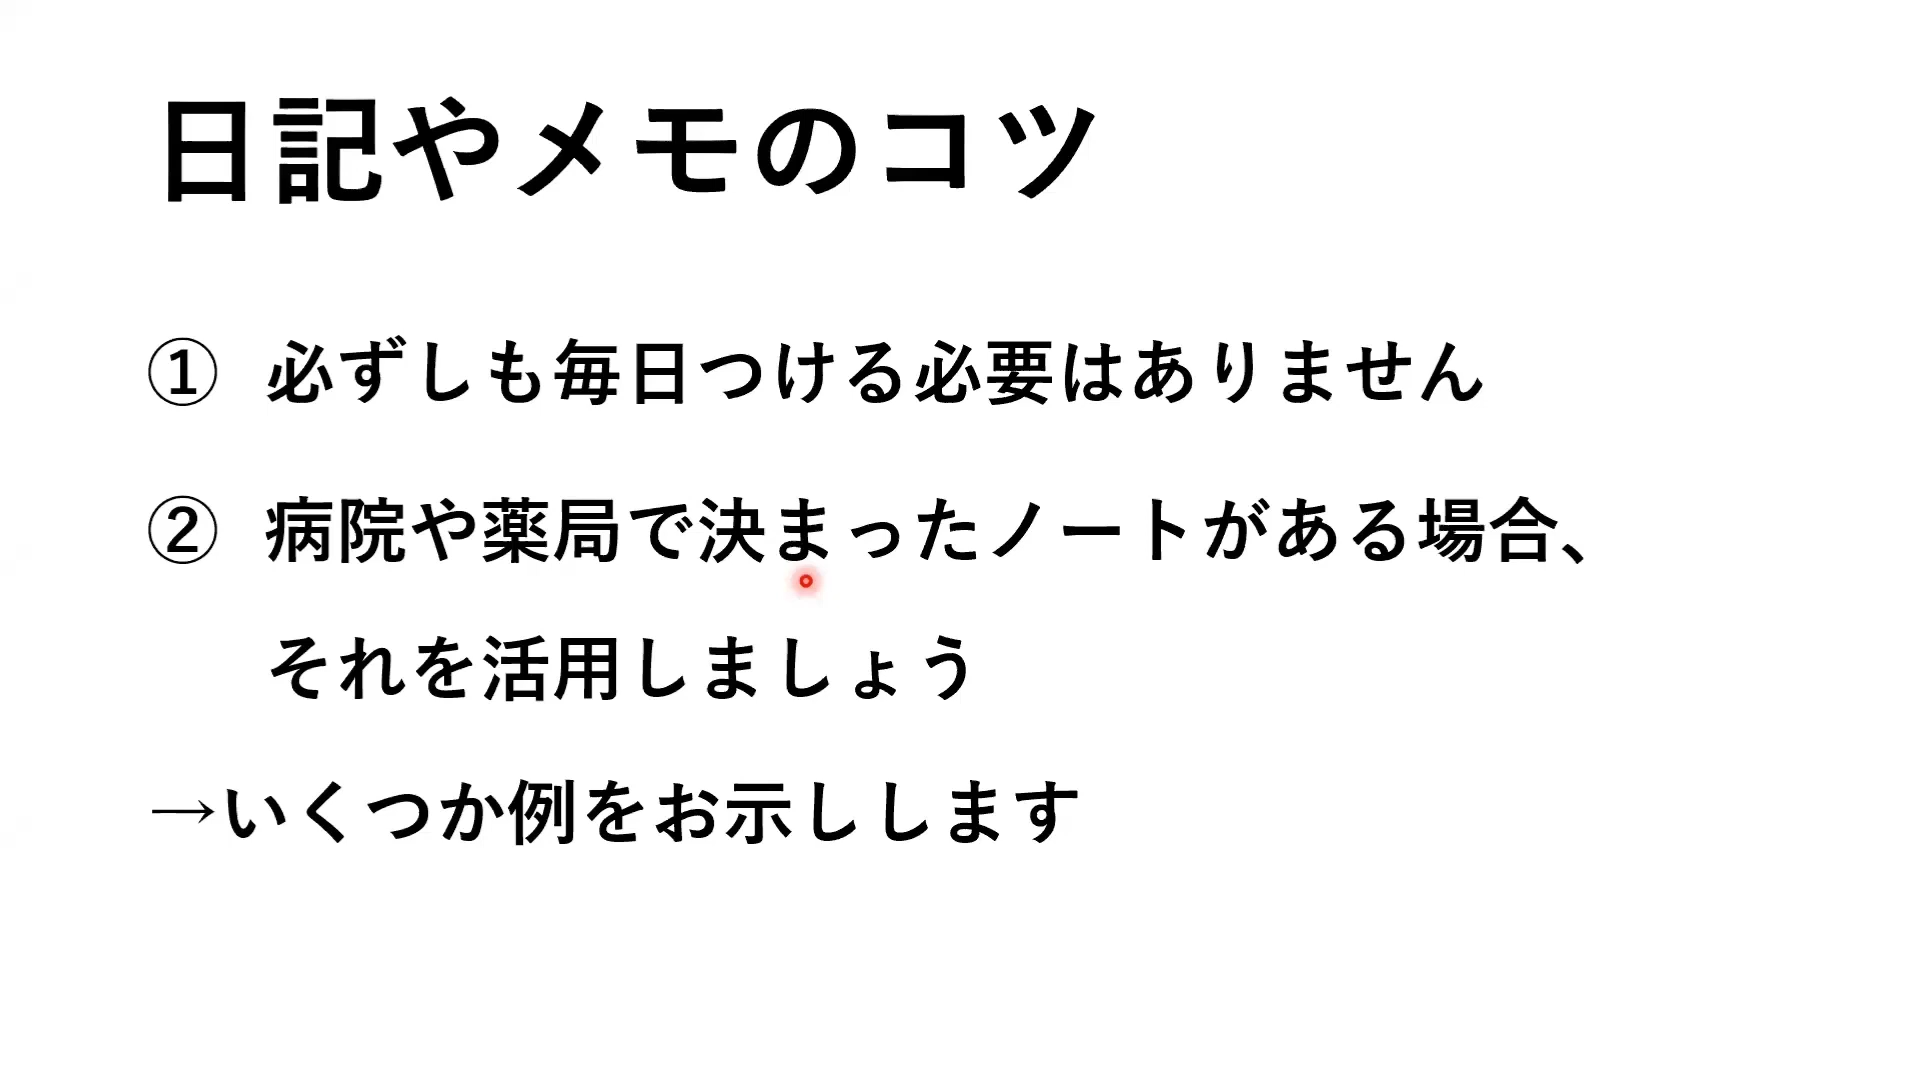 日記やメモのコツ
① 必ずしも毎日つける必要はありません
② 病院や薬局で決まったノートがある場合、
それを活用しましょう
→いくつか例をお示しします